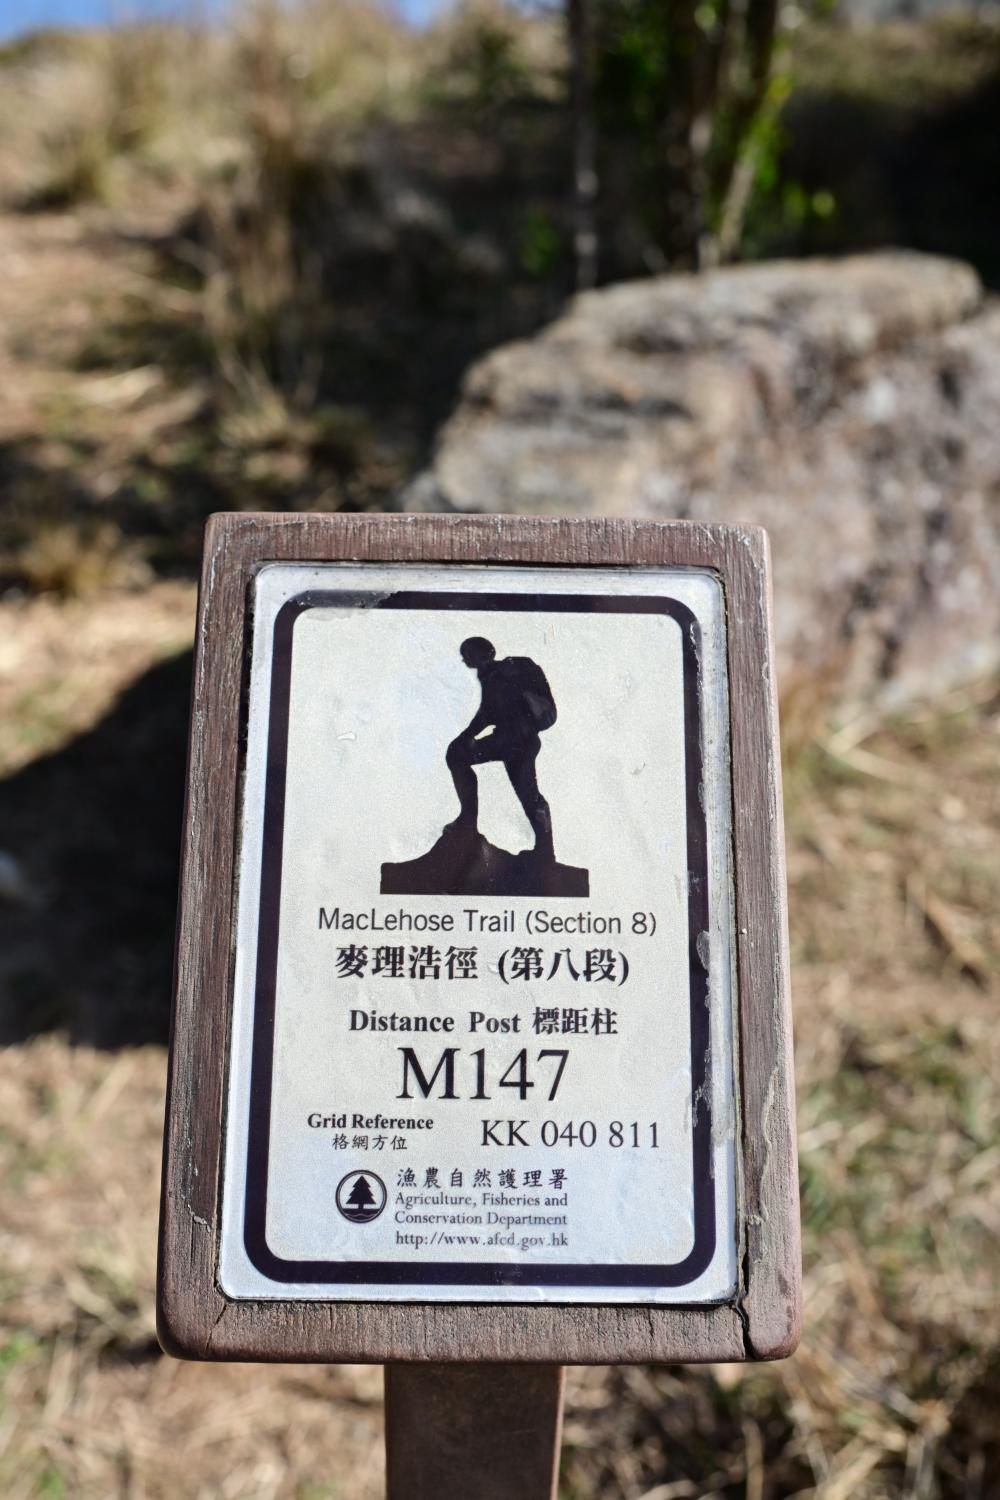 MacLehose Trail (Section 8)
麥理浩徑 (第八段)
Distance Post 標距柱
M147
Grid Reference
格網方位
KK 040 811
漁農自然護理署
Agriculture, Fisheries and
Conservation Department
http://www.afcd.gov.hk